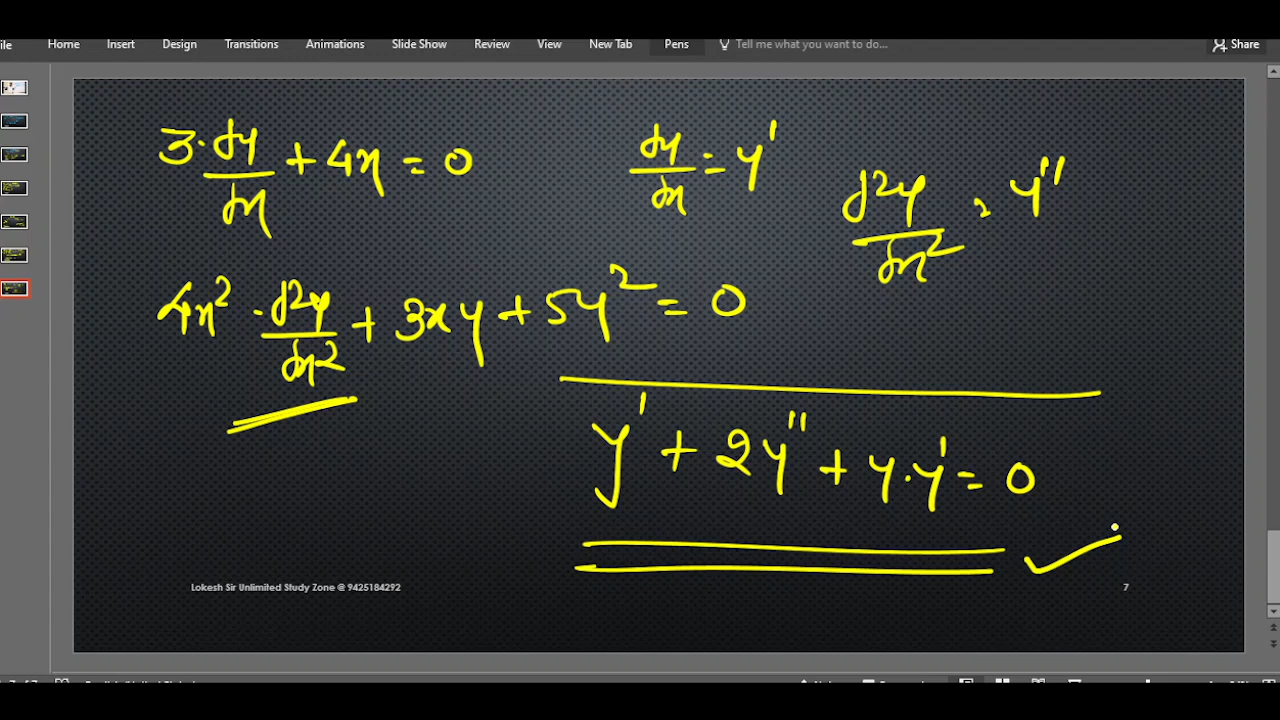 File Home Insert Design Transitions Animations Slide Show Review View New Tab Pens Tell me what you want to do... Share
3·dy/dx + 4x = 0
dy/dx = y'
d2y/dx² = y''
4x² · d2y/dx2 + 3xy + 5y² = 0
y' + 2y'' + y·y' = 0
Lokesh Sir Unlimited Study Zone @ 9425184292
7